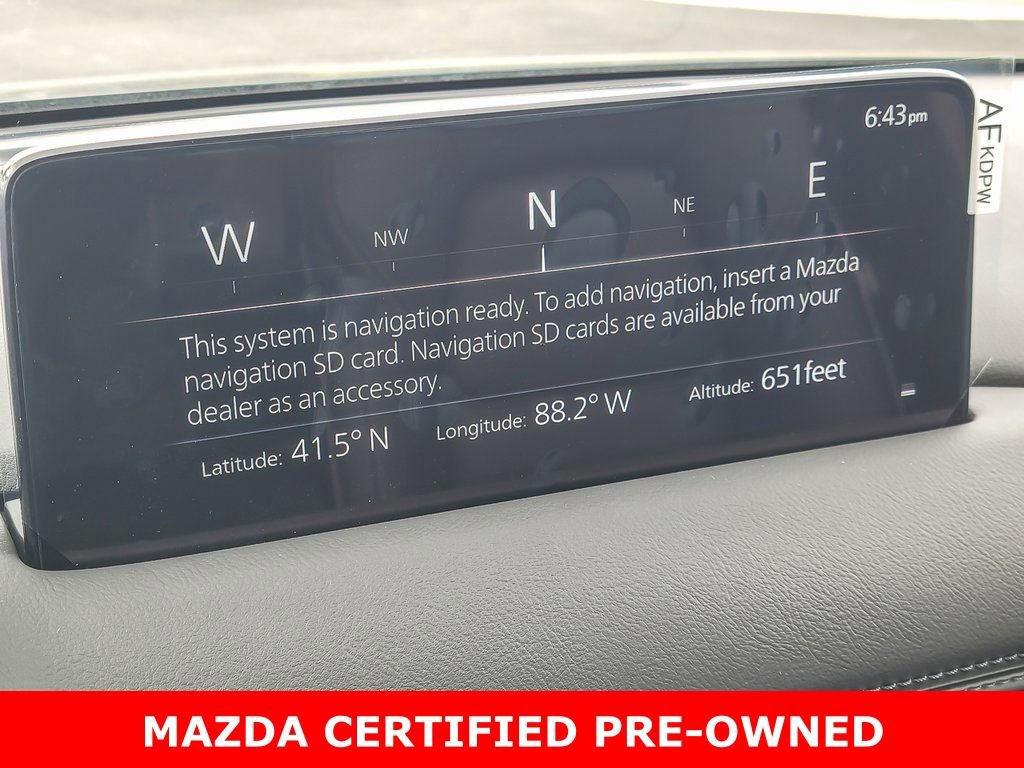 6:43pm
AF KDPW
W NW N NE E
This system is navigation ready. To add navigation, insert a Mazda
navigation SD card. Navigation SD cards are available from your
dealer as an accessory.
Latitude: 41.5° N Longitude: 88.2° W Altitude: 651feet
MAZDA CERTIFIED PRE-OWNED